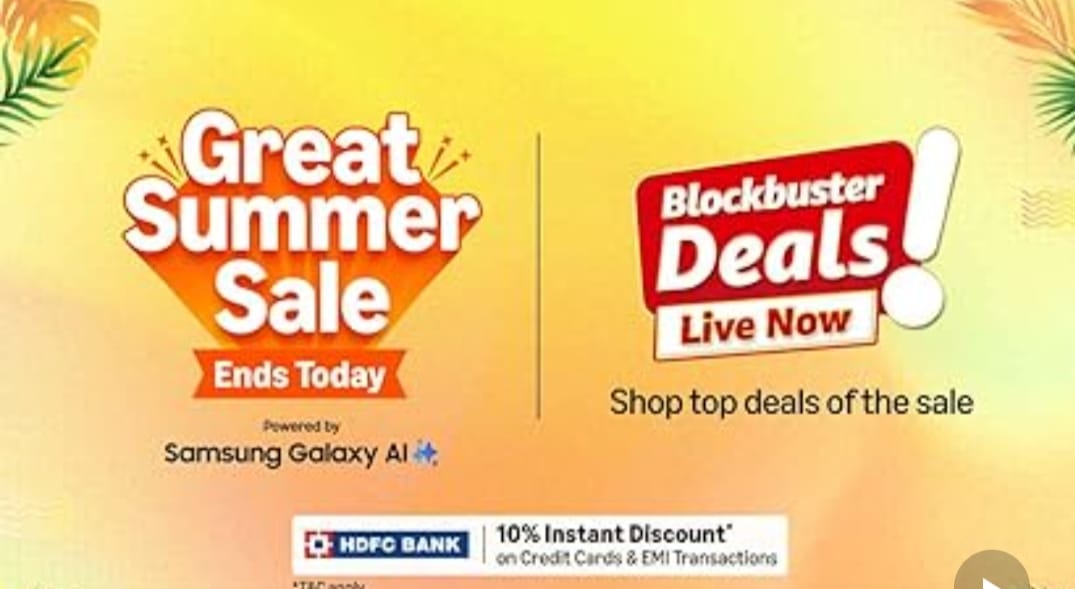 Great
Summer
Sale
Ends Today
Powered by
Samsung Galaxy AI
Blockbuster
Deals
Live Now
Shop top deals of the sale
HDFC BANK
10% Instant Discount*
on Credit Cards & EMI Transactions
*T&C apply